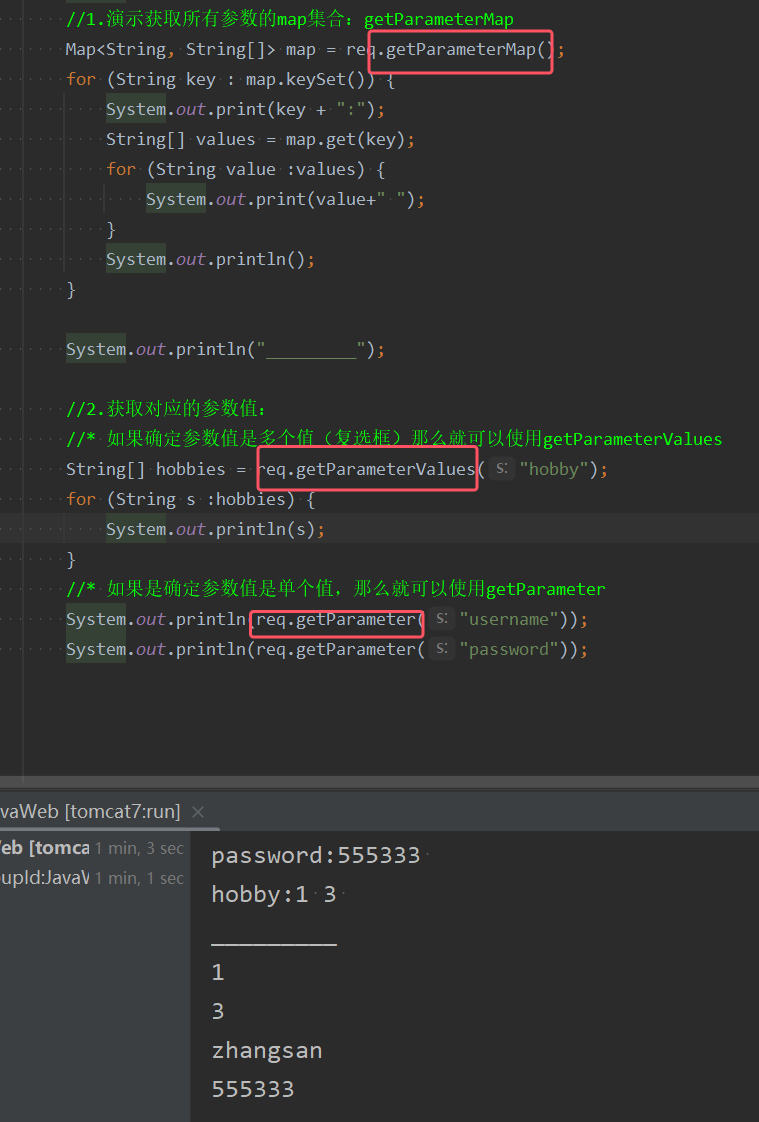 //1.演示获取所有参数的map集合：getParameterMap
Map<String, String[]> map = req.getParameterMap();
for (String key : map.keySet()) {
System.out.print(key + ":");
String[] values = map.get(key);
for (String value :values) {
System.out.print(value+" ");
}
System.out.println();
}
System.out.println("_________");
//2.获取对应的参数值：
//* 如果确定参数值是多个值（复选框）那么就可以使用getParameterValues
String[] hobbies = req.getParameterValues( s: "hobby");
for (String s :hobbies) {
System.out.println(s);
}
//* 如果是确定参数值是单个值，那么就可以使用getParameter
System.out.println(req.getParameter( s: "username"));
System.out.println(req.getParameter( s: "password"));
vaWeb [tomcat7:run] ×
eb [tomca 1 min, 3 sec
upId:JavaV 1 min, 1 sec
password:555333
hobby:1 3
_________
1
3
zhangsan
555333